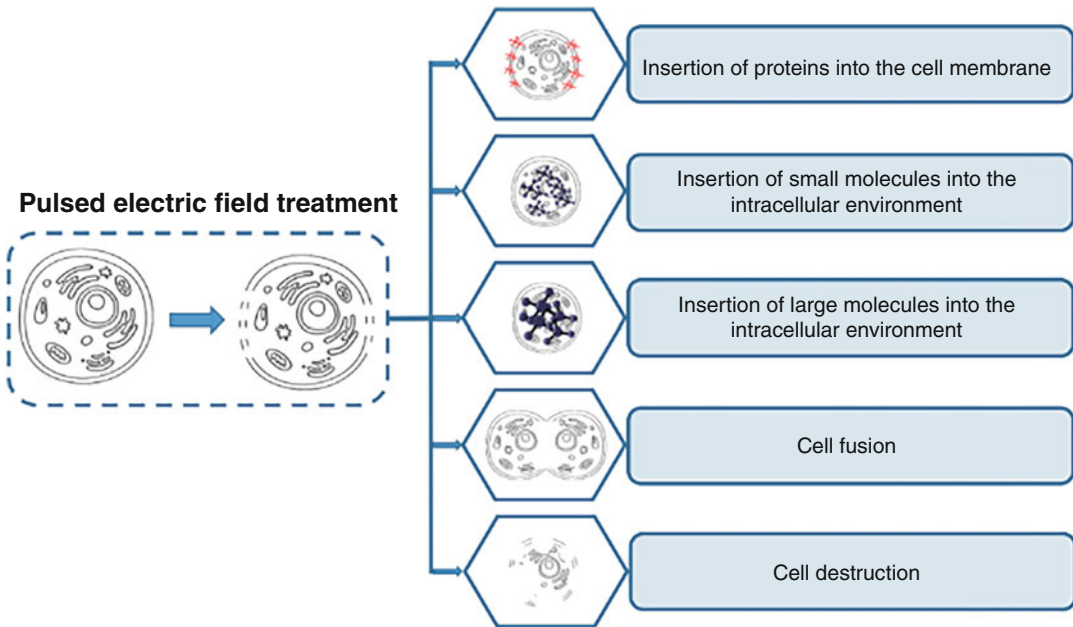 Pulsed electric field treatment
Insertion of proteins into the cell membrane
Insertion of small molecules into the
intracellular environment
Insertion of large molecules into the
intracellular environment
Cell fusion
Cell destruction